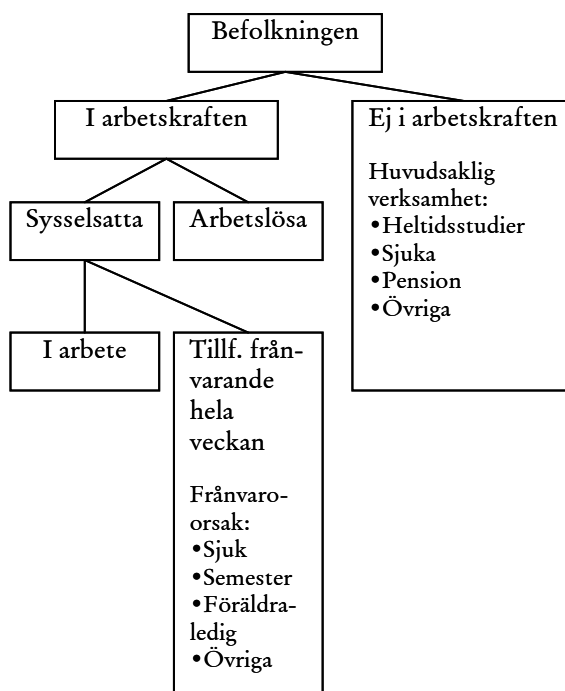 Befolkningen
I arbetskraften
Ej i arbetskraften
Huvudsaklig
verksamhet:
•Heltidsstudier
•Sjuka
•Pension
•Övriga
Sysselsatta
Arbetslösa
I arbete
Tillf. från-
varande
hela
veckan
Frånvaro-
orsak:
•Sjuk
•Semester
•Föräldra-
ledig
•Övriga